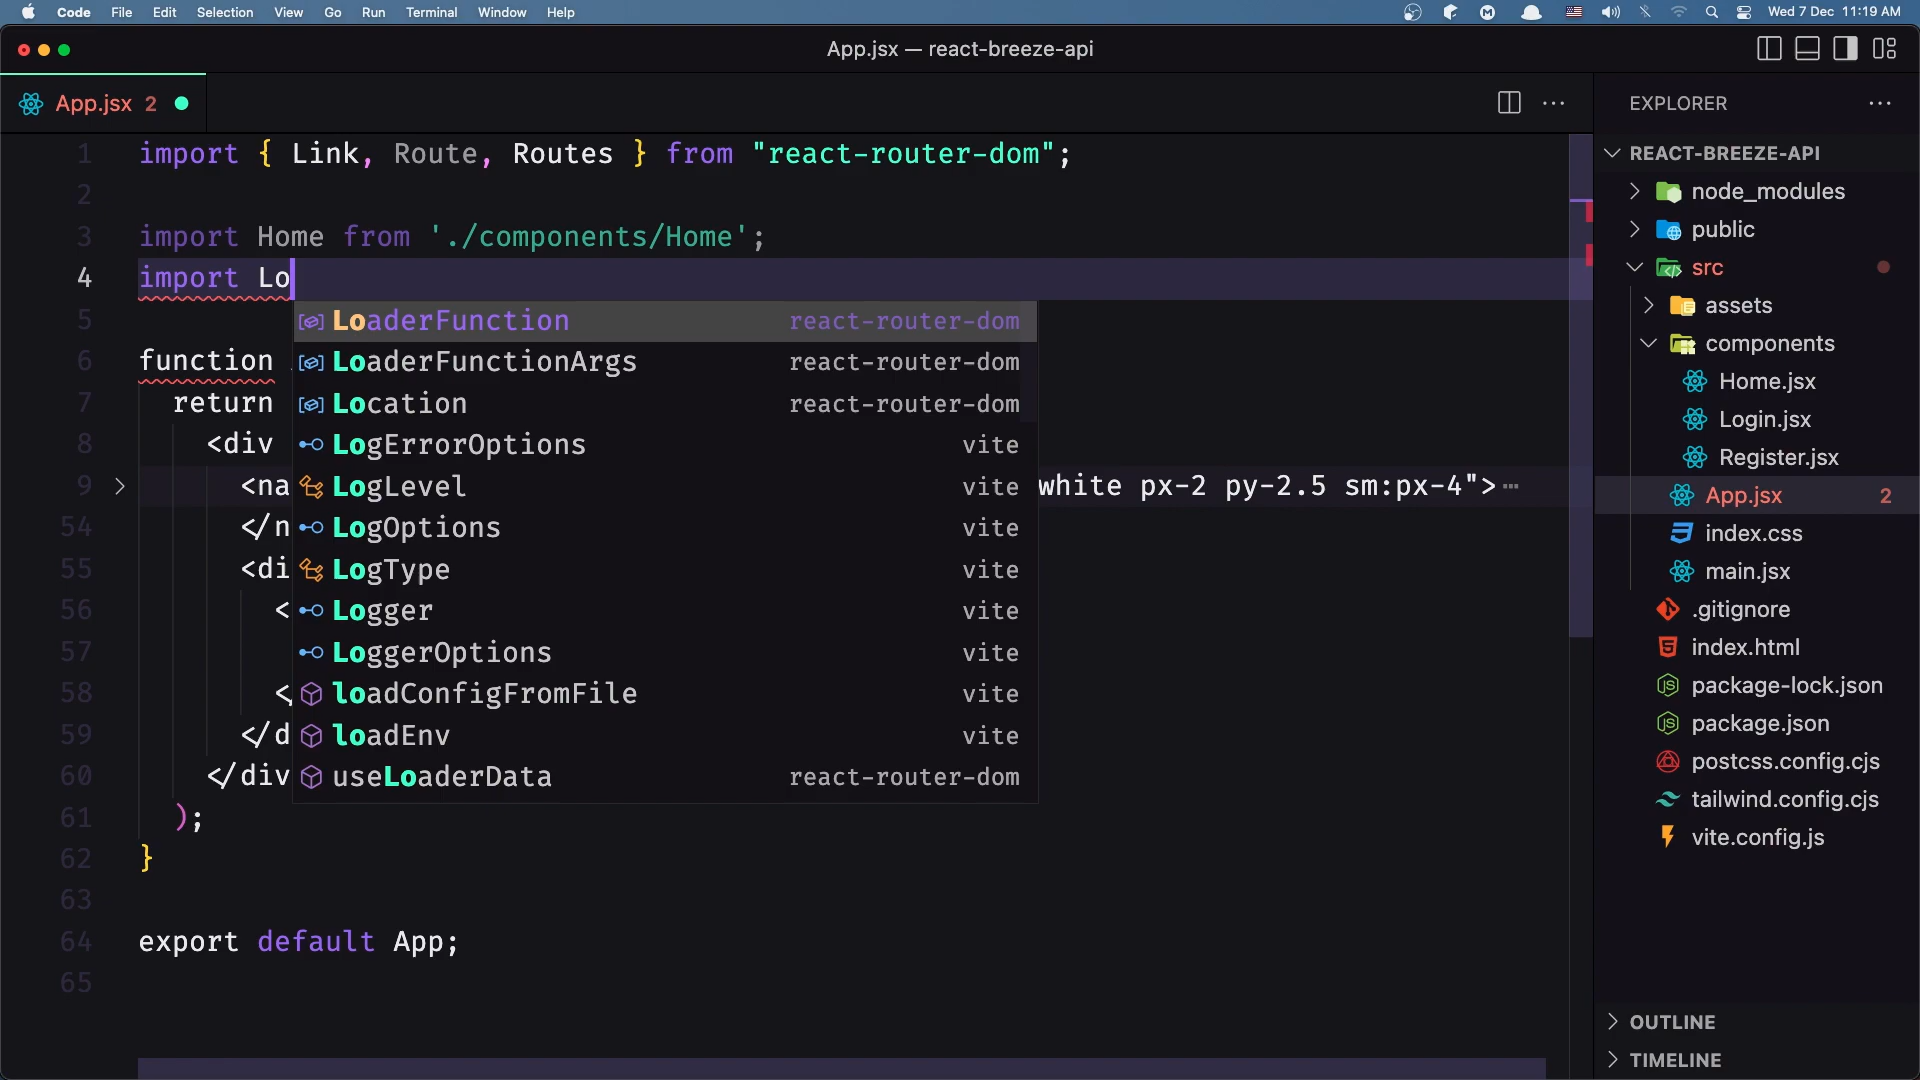 Code File Edit Selection View Go Run Terminal Window Help Wed 7 Dec 11:19 AM
App.jsx — react-breeze-api
App.jsx 2
1 import { Link, Route, Routes } from "react-router-dom";
2
3 import Home from './components/Home';
4 import Lo
5
6 function
7 return
8 <div
9 <na white px-2 py-2.5 sm:px-4">
54 </n
55 <di
56 <
57
58 <
59 </d
60 </div
61 );
62 }
63
64 export default App;
65
LoaderFunction react-router-dom
LoaderFunctionArgs react-router-dom
Location react-router-dom
LogErrorOptions vite
LogLevel vite
LogOptions vite
LogType vite
Logger vite
LoggerOptions vite
loadConfigFromFile vite
loadEnv vite
useLoaderData react-router-dom
EXPLORER
REACT-BREEZE-API
node_modules
public
src
assets
components
Home.jsx
Login.jsx
Register.jsx
App.jsx 2
index.css
main.jsx
.gitignore
index.html
package-lock.json
package.json
postcss.config.cjs
tailwind.config.cjs
vite.config.js
OUTLINE
TIMELINE